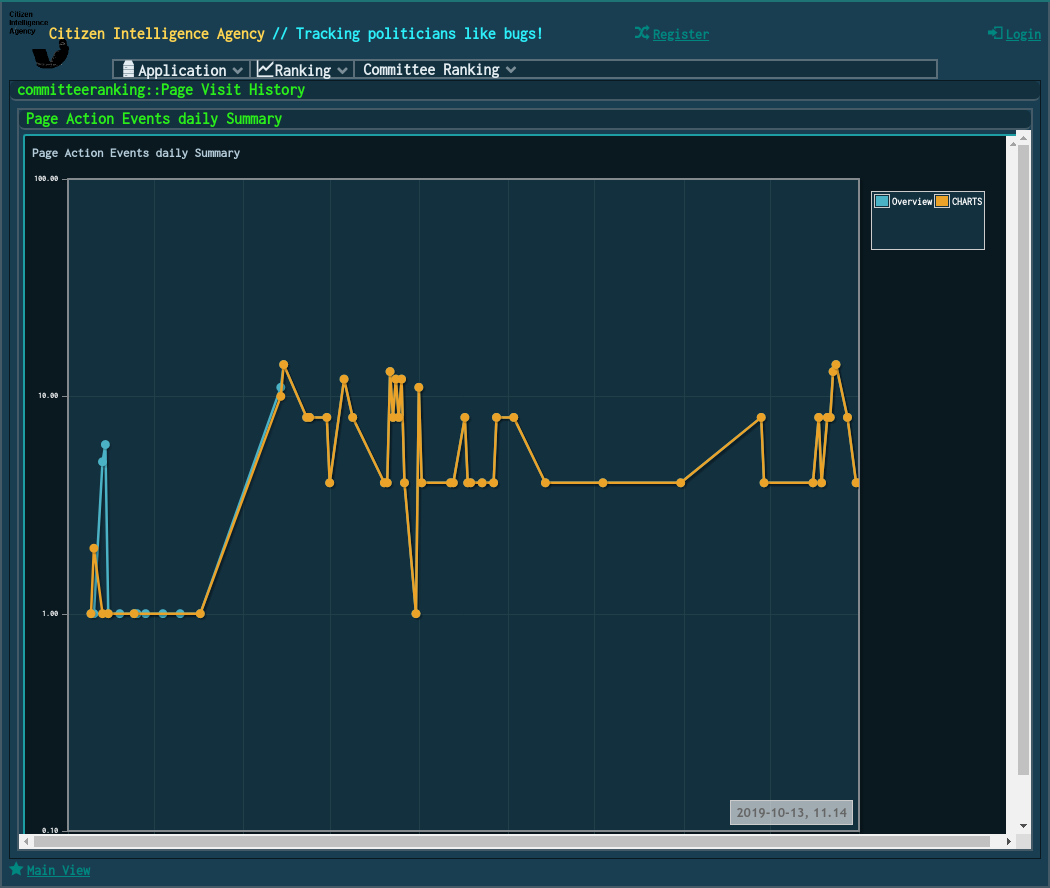 Citizen
Intelligence
Agency
Citizen Intelligence Agency // Tracking politicians like bugs!
Register
Login
Application
Ranking
Committee Ranking
committeeranking::Page Visit History
Page Action Events daily Summary
Page Action Events daily Summary
100.00
10.00
1.00
0.10
Overview
CHARTS
2019-10-13, 11.14
Main View